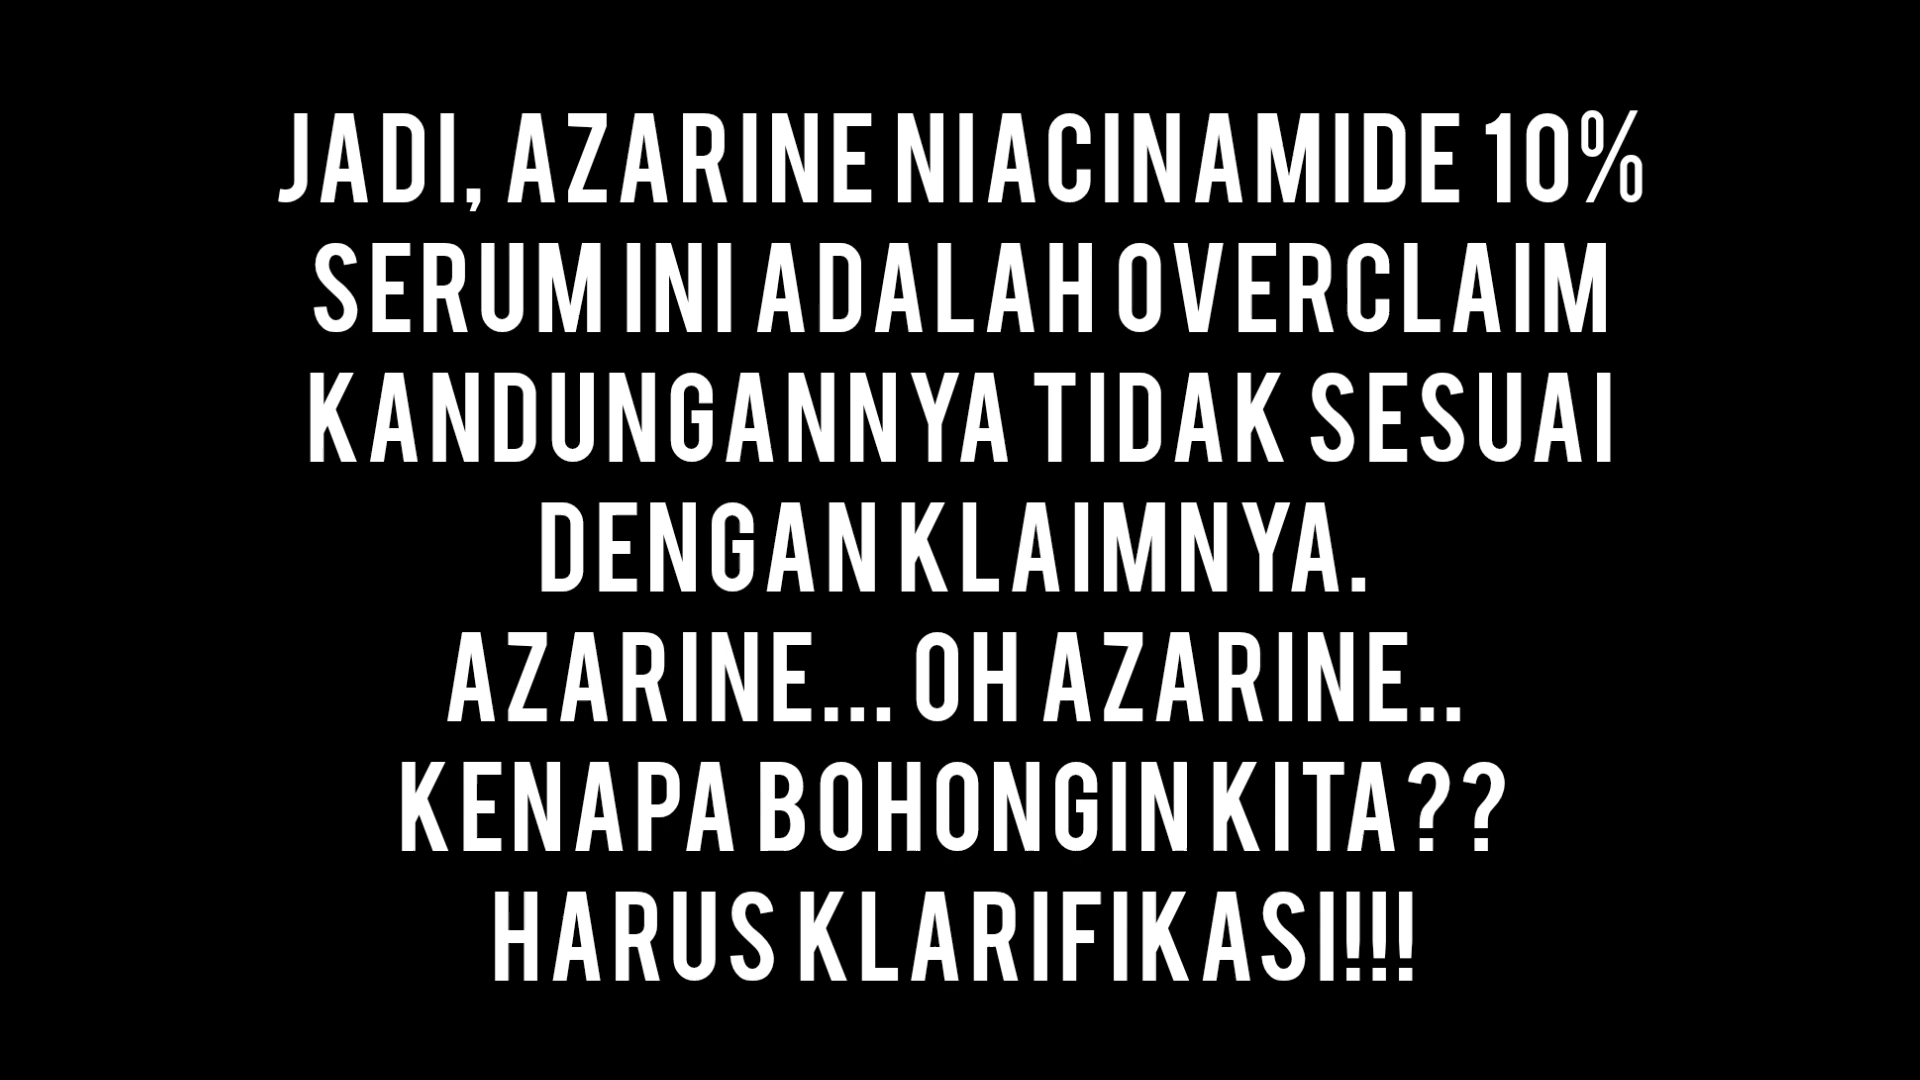 JADI, AZARINE NIACINAMIDE 10%
SERUM INI ADALAH OVERCLAIM
KANDUNGANNYA TIDAK SESUAI
DENGAN KLAIMNYA.
AZARINE... OH AZARINE..
KENAPA BOHONGIN KITA??
HARUS KLARIFIKASI!!!